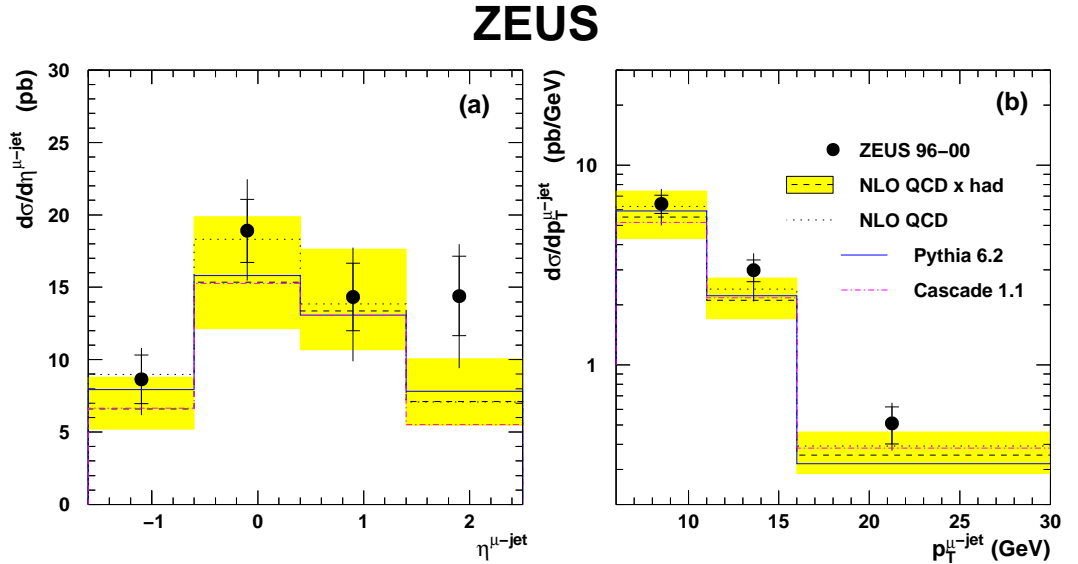 ZEUS
dσ/dη^μ-jet (pb)
(a)
30
25
20
15
10
5
0
-1
0
1
2
η^μ-jet
dσ/dp_T^μ-jet (pb/GeV)
(b)
10
1
ZEUS 96-00
NLO QCD x had
NLO QCD
Pythia 6.2
Cascade 1.1
10
15
20
25
30
p_T^μ-jet (GeV)